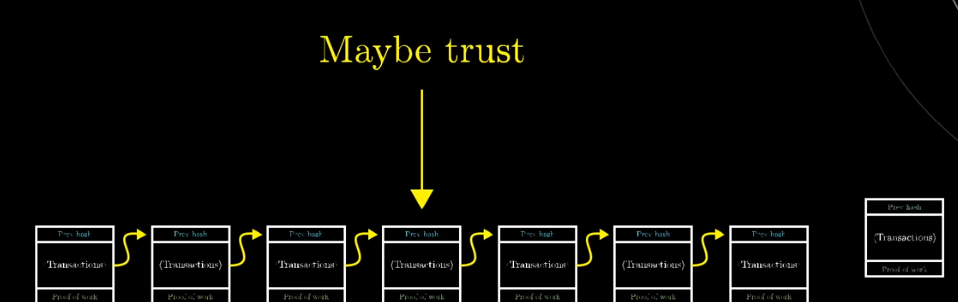 Maybe trust
Prev hash
(Transactions)
Proof of work
Prev hash
(Transactions)
Proof of work
Prev hash
(Transactions)
Proof of work
Prev hash
(Transactions)
Proof of work
Prev hash
(Transactions)
Proof of work
Prev hash
(Transactions)
Proof of work
Prev hash
(Transactions)
Proof of work
Prev hash
(Transactions)
Proof of work